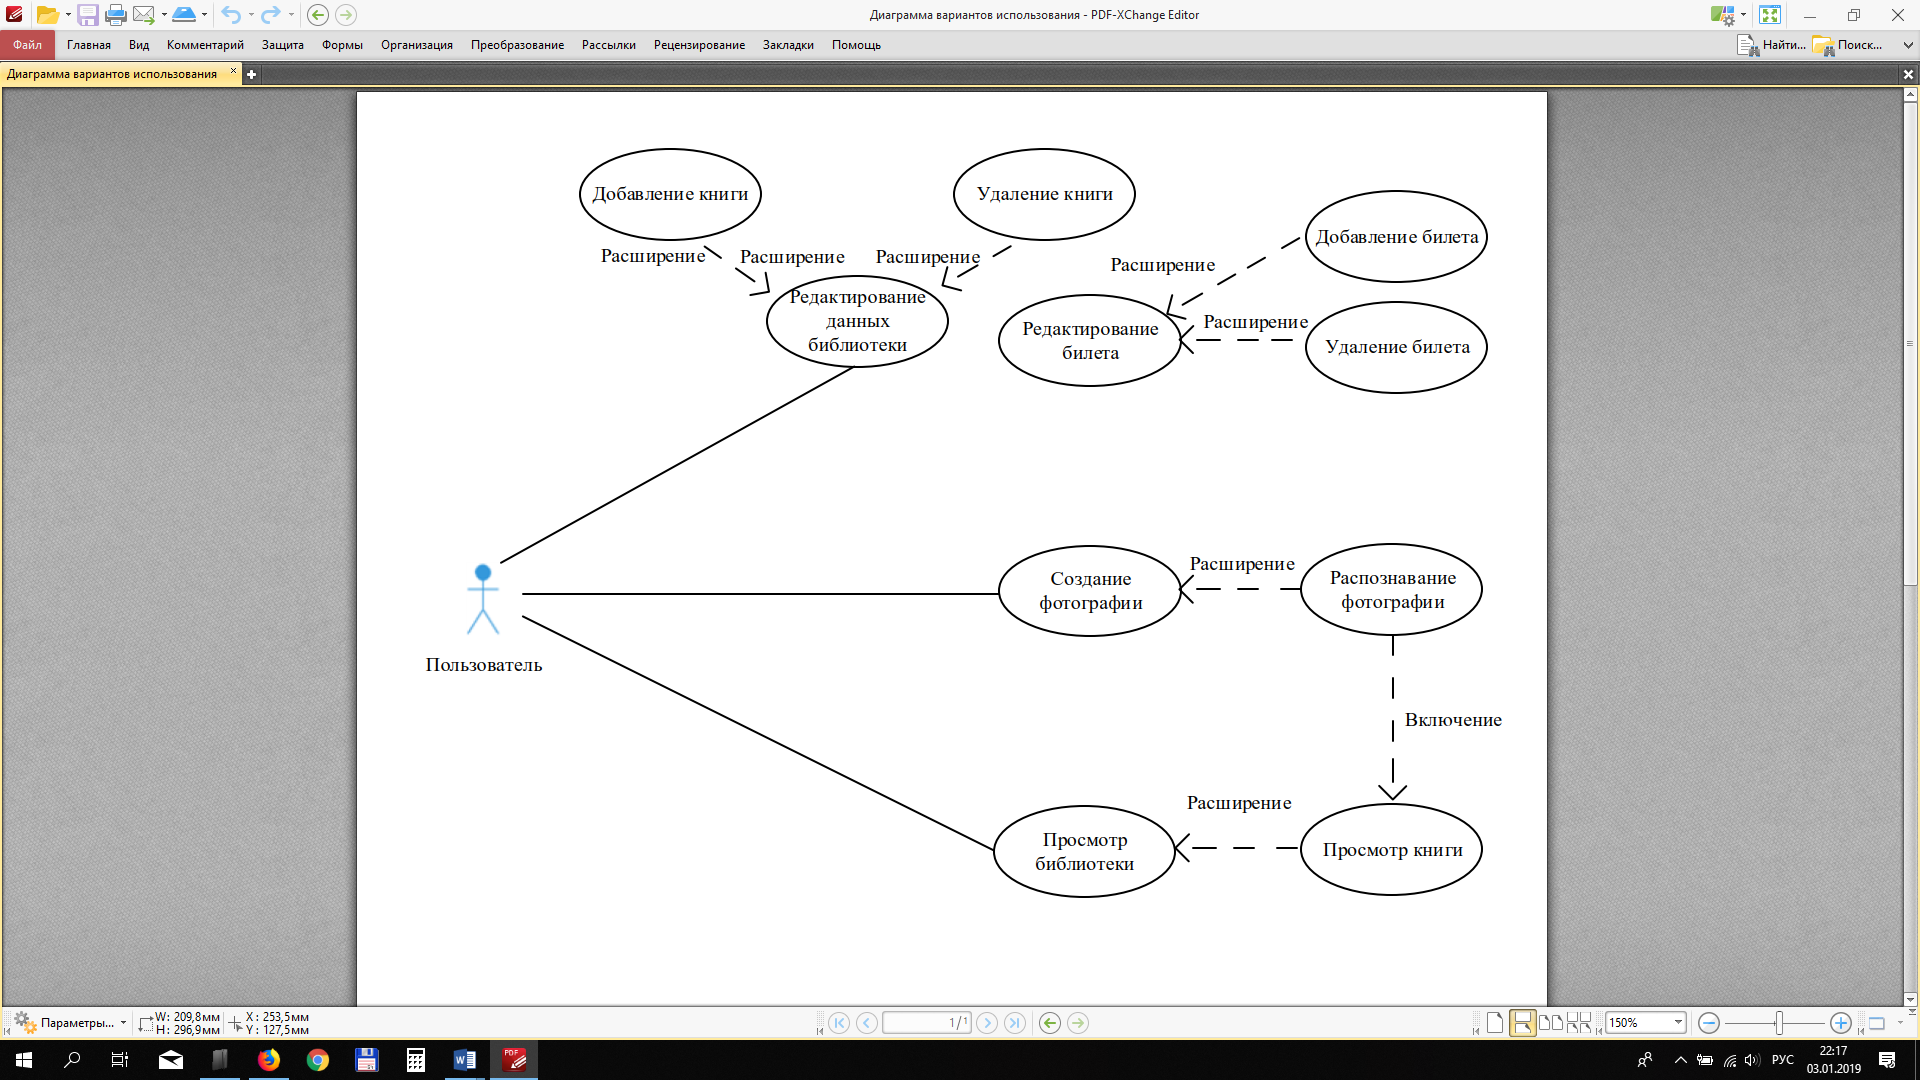 Диаграмма вариантов использования - PDF-XChange Editor
Файл
Главная
Вид
Комментарий
Защита
Формы
Организация
Преобразование
Рассылки
Рецензирование
Закладки
Помощь
Найти...
Поиск...
Диаграмма вариантов использования
Добавление книги
Удаление книги
Добавление билета
Расширение
Расширение
Расширение
Расширение
Редактирование
данных
библиотеки
Редактирование
билета
Расширение
Удаление билета
Создание
фотографии
Расширение
Распознавание
фотографии
Пользователь
Включение
Расширение
Просмотр
библиотеки
Просмотр книги
Параметры...
W: 209,8мм
H: 296,9мм
X : 253,5мм
Y : 127,5мм
1/1
150%
PDF
РУС
22:17
03.01.2019